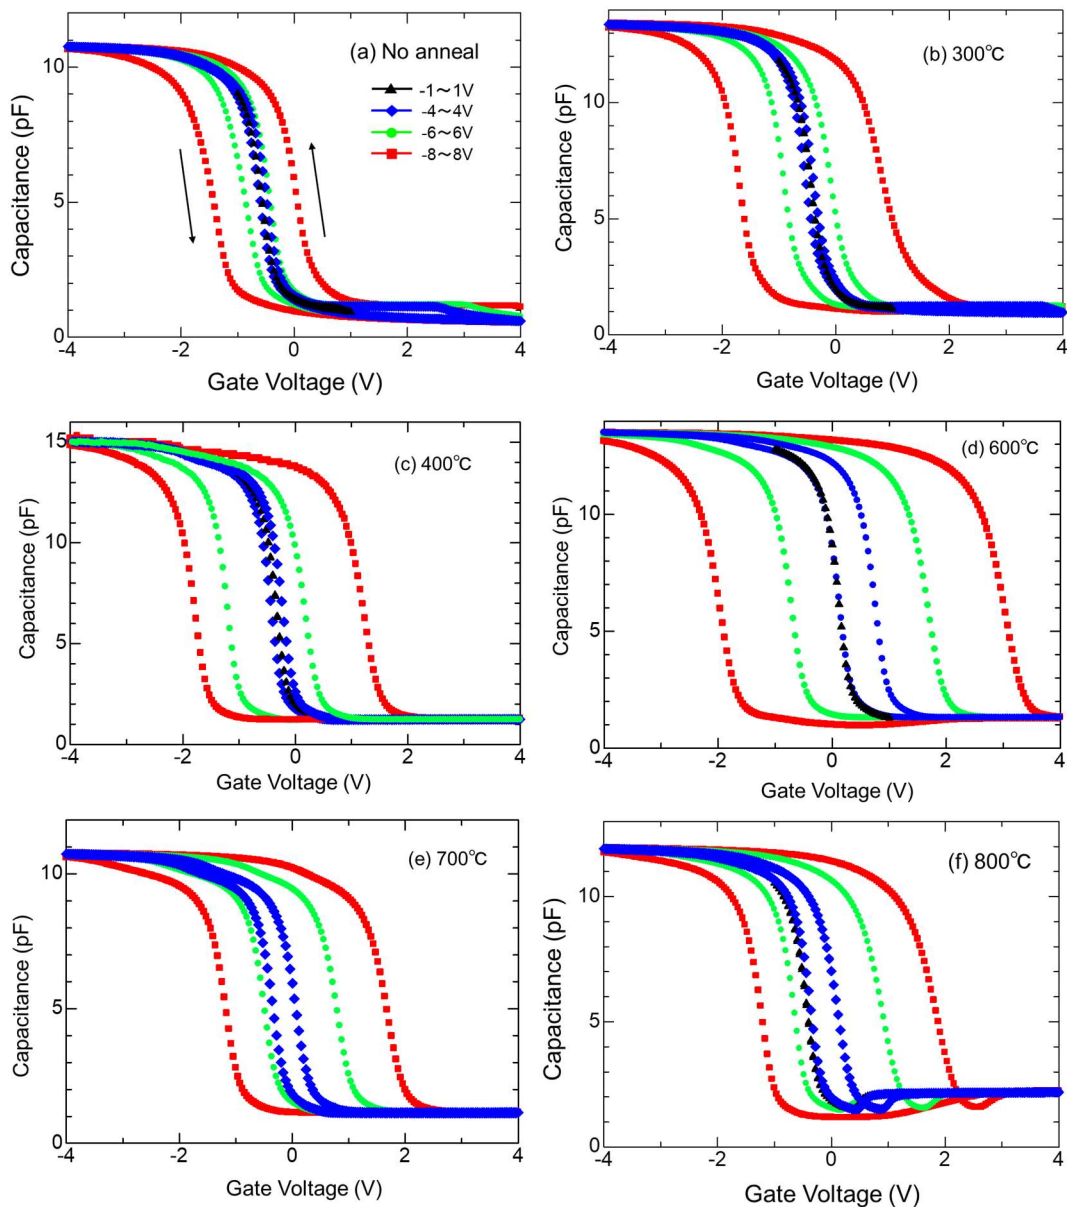 (a) No anneal
-1～1V
-4～4V
-6～6V
-8～8V
10
5
0
-4
-2
0
2
4
Capacitance (pF)
Gate Voltage (V)
(b) 300℃
10
5
0
-4
-2
0
2
4
Capacitance (pF)
Gate Voltage (V)
(c) 400℃
15
10
5
0
-4
-2
0
2
4
Capacitance (pF)
Gate Voltage (V)
(d) 600℃
10
5
0
-4
-2
0
2
4
Capacitance (pF)
Gate Voltage (V)
(e) 700℃
10
5
0
-4
-2
0
2
4
Capacitance (pF)
Gate Voltage (V)
(f) 800℃
10
5
0
-4
-2
0
2
4
Capacitance (pF)
Gate Voltage (V)